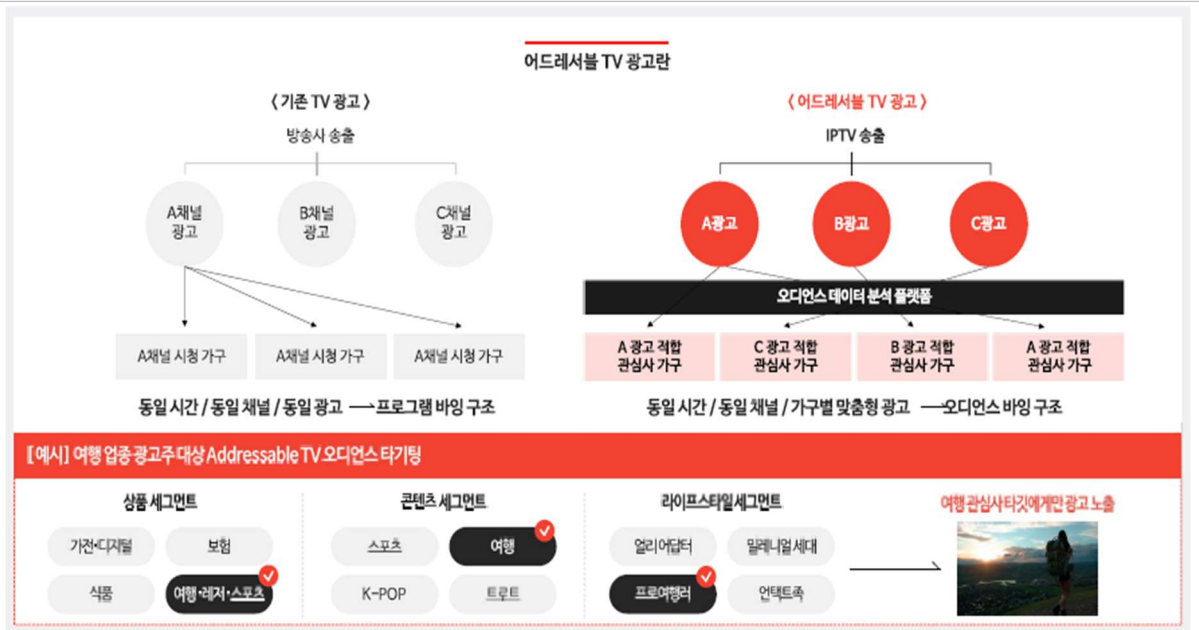 어드레서블 TV 광고란
〈 기존 TV 광고 〉
방송사 송출
A채널
광고
B채널
광고
C채널
광고
A채널 시청 가구
A채널 시청 가구
A채널 시청 가구
동일 시간 / 동일 채널 / 동일 광고 → 프로그램 바잉 구조
〈 어드레서블 TV 광고 〉
IPTV 송출
A광고
B광고
C광고
오디언스 데이터 분석 플랫폼
A 광고 적합
관심사 가구
C 광고 적합
관심사 가구
B 광고 적합
관심사 가구
A 광고 적합
관심사 가구
동일 시간 / 동일 채널 / 가구별 맞춤형 광고 → 오디언스 바잉 구조
[예시] 여행 업종 광고주 대상 Addressable TV 오디언스 타기팅
상품 세그먼트
가전•디지털
보험
식품
여행•레저•스포츠
콘텐츠 세그먼트
스포츠
여행
K-POP
트로트
라이프스타일 세그먼트
얼리어답터
밀레니얼 세대
프로여행러
언택트족
여행 관심사 타깃에게만 광고 노출